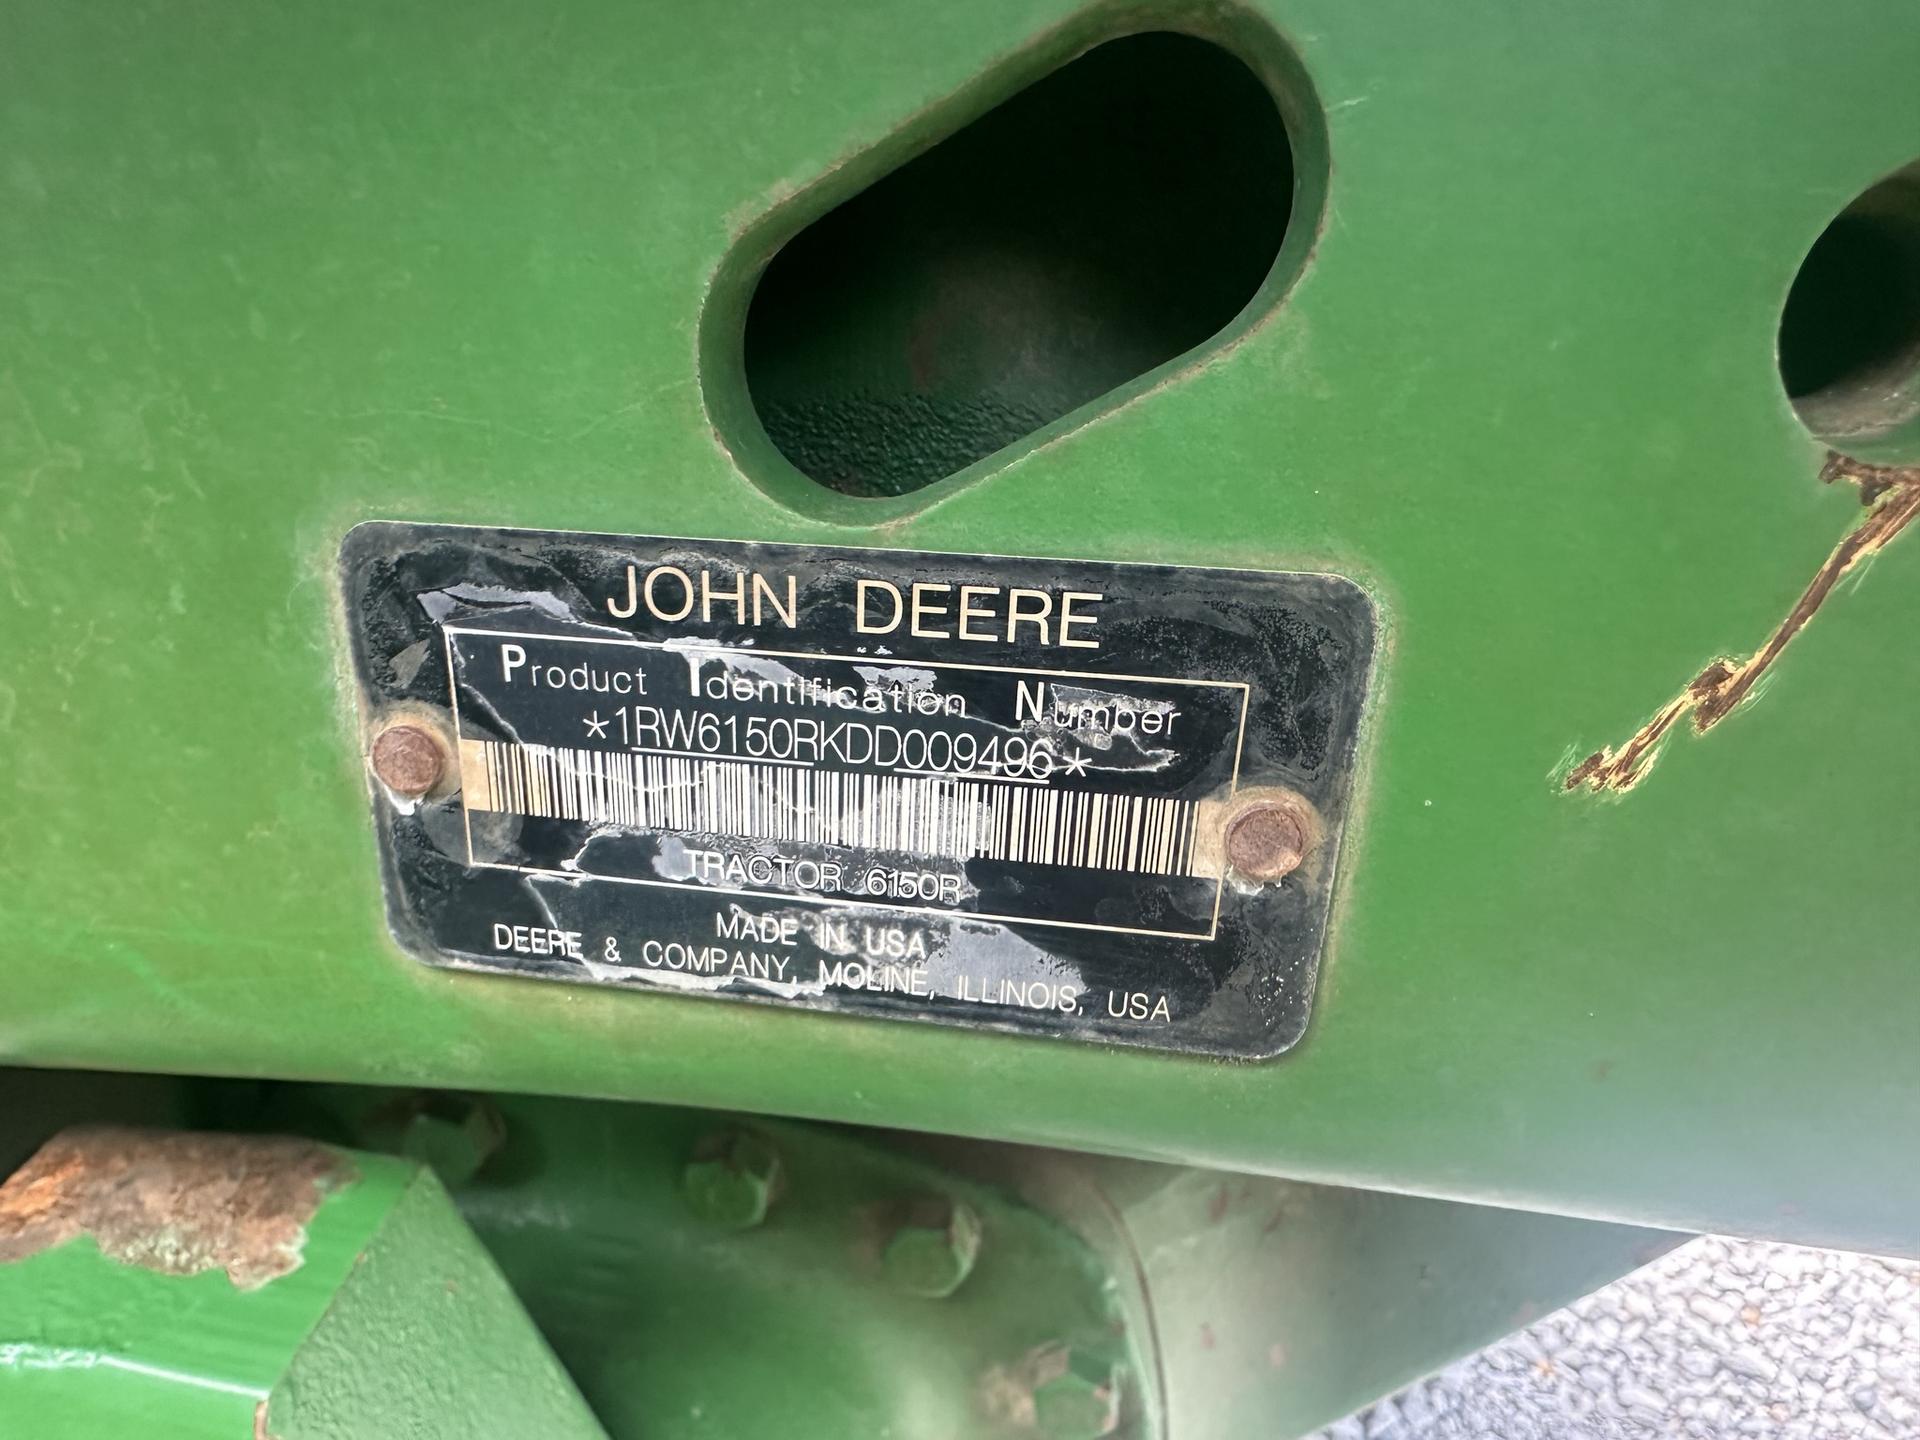 JOHN DEERE
Product Identification Number
*1RW6150RKDD009496*
TRACTOR 6150R
MADE IN USA
DEERE & COMPANY, MOLINE, ILLINOIS, USA